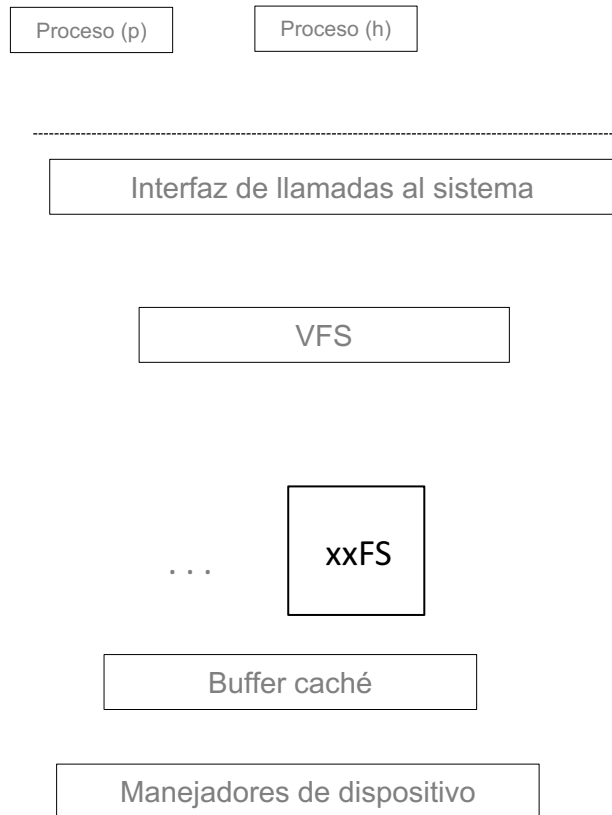 Proceso (p)
Proceso (h)
Interfaz de llamadas al sistema
VFS
. . .
xxFS
Buffer caché
Manejadores de dispositivo